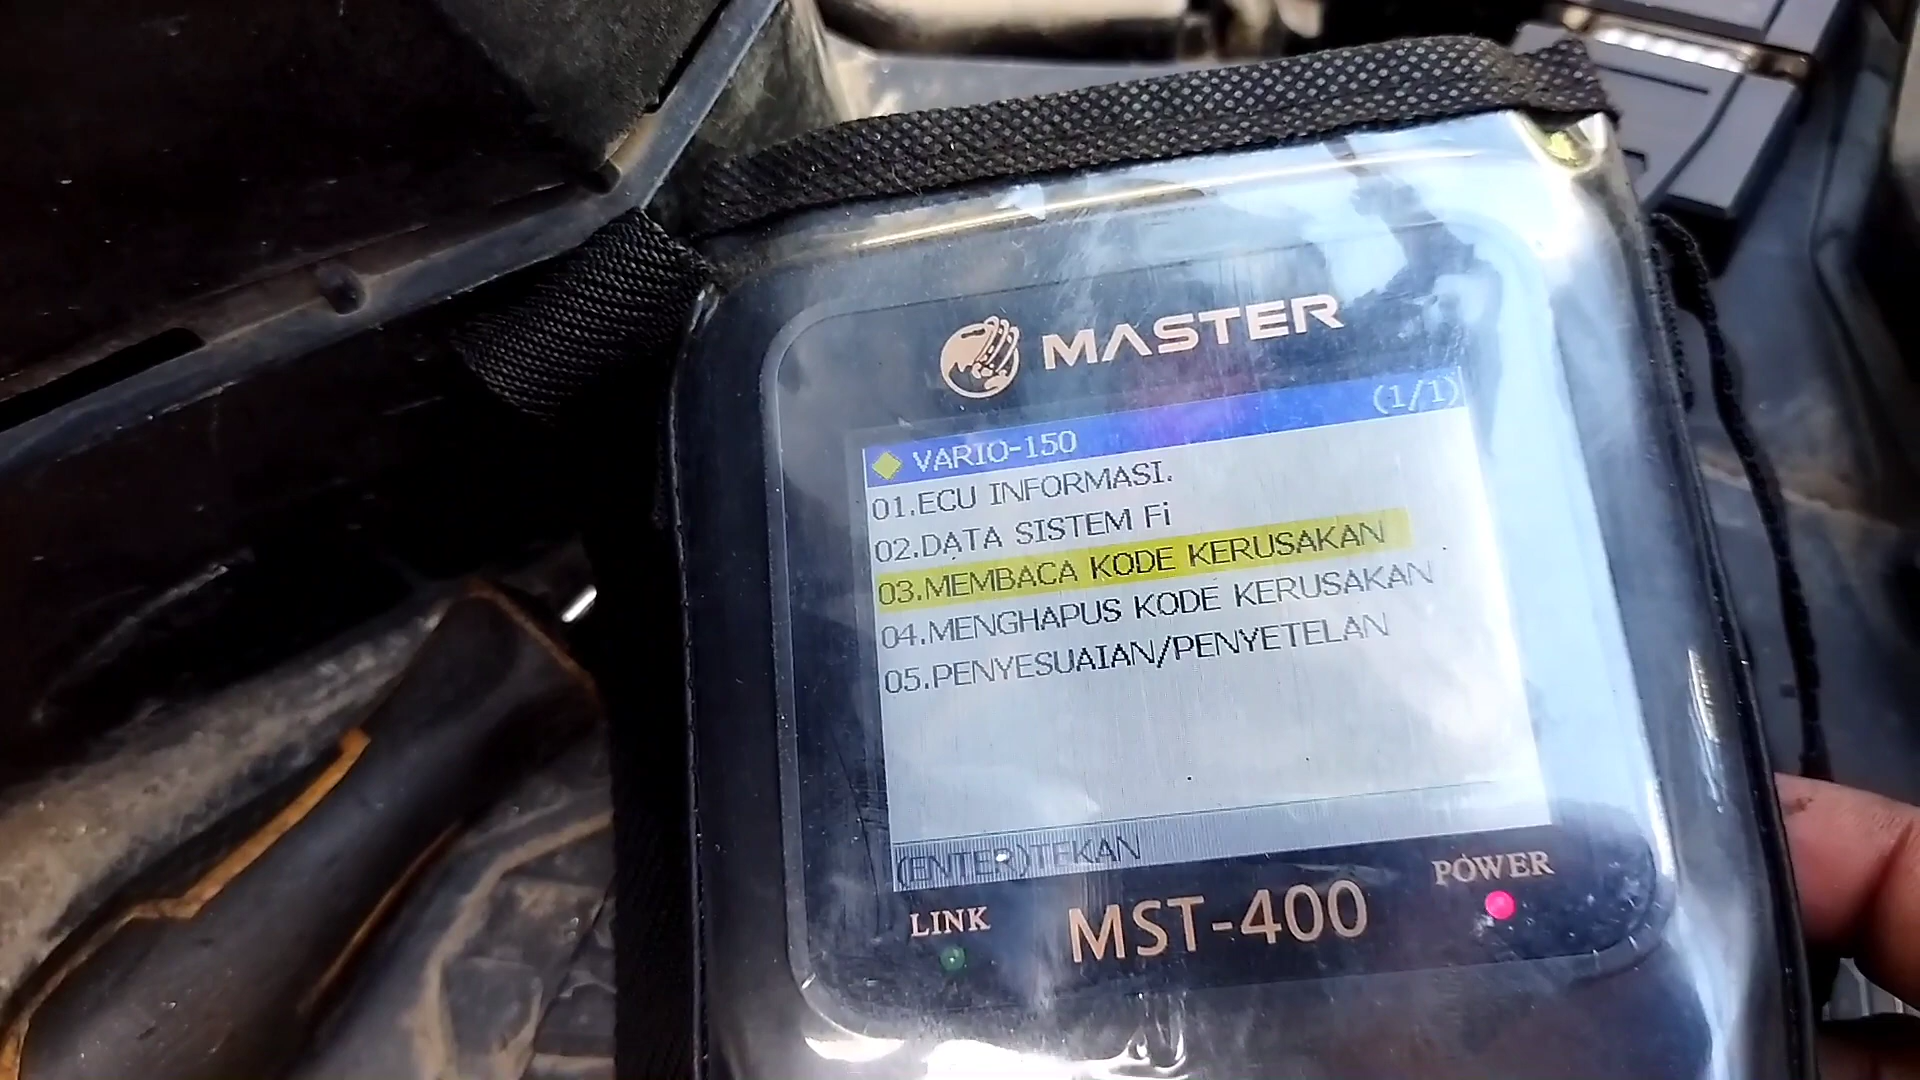 MASTER
VARIO-150 (1/1)
01.ECU INFORMASI.
02.DATA SISTEM Fi
03.MEMBACA KODE KERUSAKAN
04.MENGHAPUS KODE KERUSAKAN
05.PENYESUAIAN/PENYETELAN
(ENTER)TEKAN
LINK
MST-400
POWER